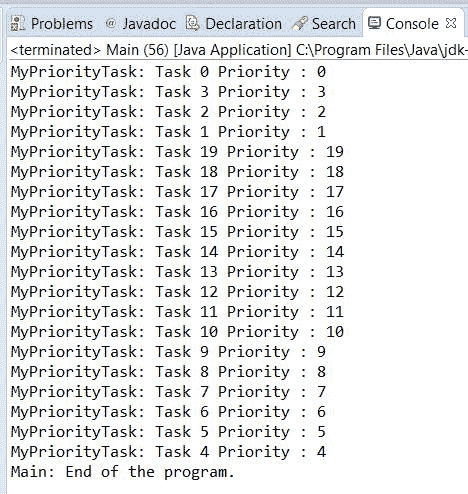 Problems @ Javadoc Declaration Search Console
<terminated> Main (56) [Java Application] C:\Program Files\Java\jdk-
MyPriorityTask: Task 0 Priority : 0
MyPriorityTask: Task 3 Priority : 3
MyPriorityTask: Task 2 Priority : 2
MyPriorityTask: Task 1 Priority : 1
MyPriorityTask: Task 19 Priority : 19
MyPriorityTask: Task 18 Priority : 18
MyPriorityTask: Task 17 Priority : 17
MyPriorityTask: Task 16 Priority : 16
MyPriorityTask: Task 15 Priority : 15
MyPriorityTask: Task 14 Priority : 14
MyPriorityTask: Task 13 Priority : 13
MyPriorityTask: Task 12 Priority : 12
MyPriorityTask: Task 11 Priority : 11
MyPriorityTask: Task 10 Priority : 10
MyPriorityTask: Task 9 Priority : 9
MyPriorityTask: Task 8 Priority : 8
MyPriorityTask: Task 7 Priority : 7
MyPriorityTask: Task 6 Priority : 6
MyPriorityTask: Task 5 Priority : 5
MyPriorityTask: Task 4 Priority : 4
Main: End of the program.